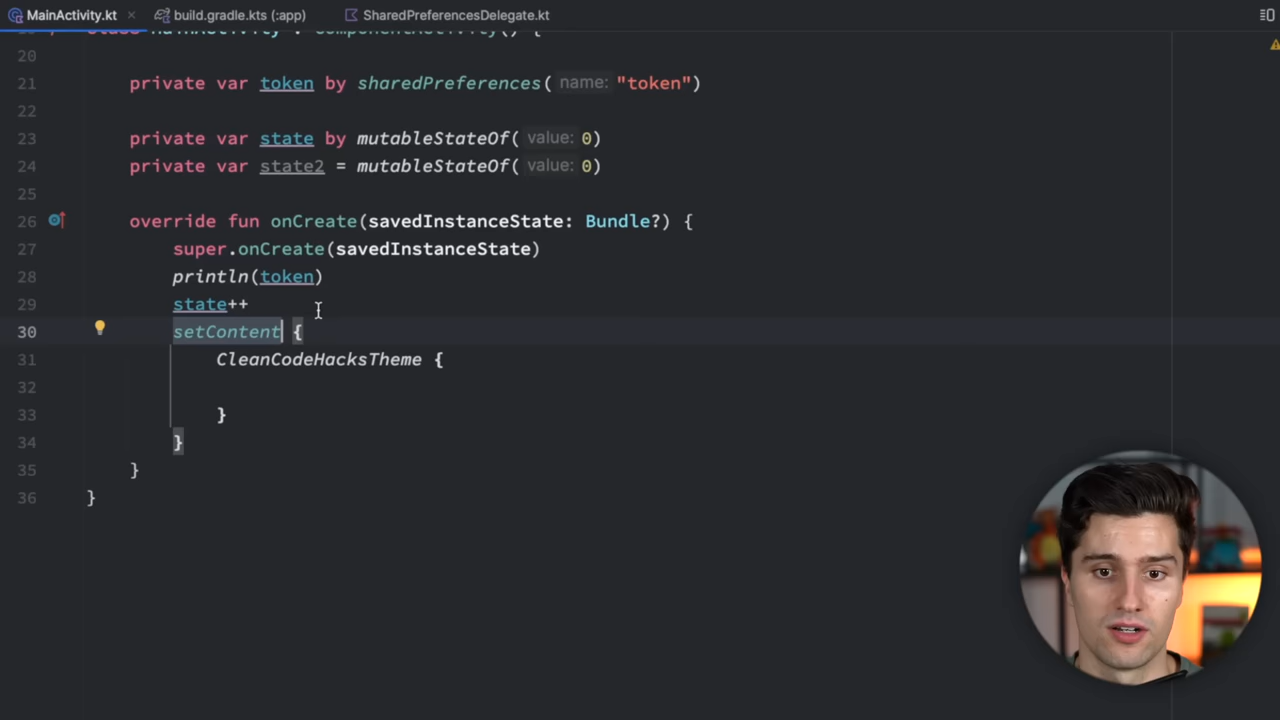 MainActivity.kt
build.gradle.kts (:app)
SharedPreferencesDelegate.kt
class MainActivity : ComponentActivity() {
20
21 private var token by sharedPreferences( name: "token")
22
23 private var state by mutableStateOf( value: 0)
24 private var state2 = mutableStateOf( value: 0)
25
26 override fun onCreate(savedInstanceState: Bundle?) {
27 super.onCreate(savedInstanceState)
28 println(token)
29 state++
30 setContent {
31 CleanCodeHacksTheme {
32
33 }
34 }
35 }
36 }